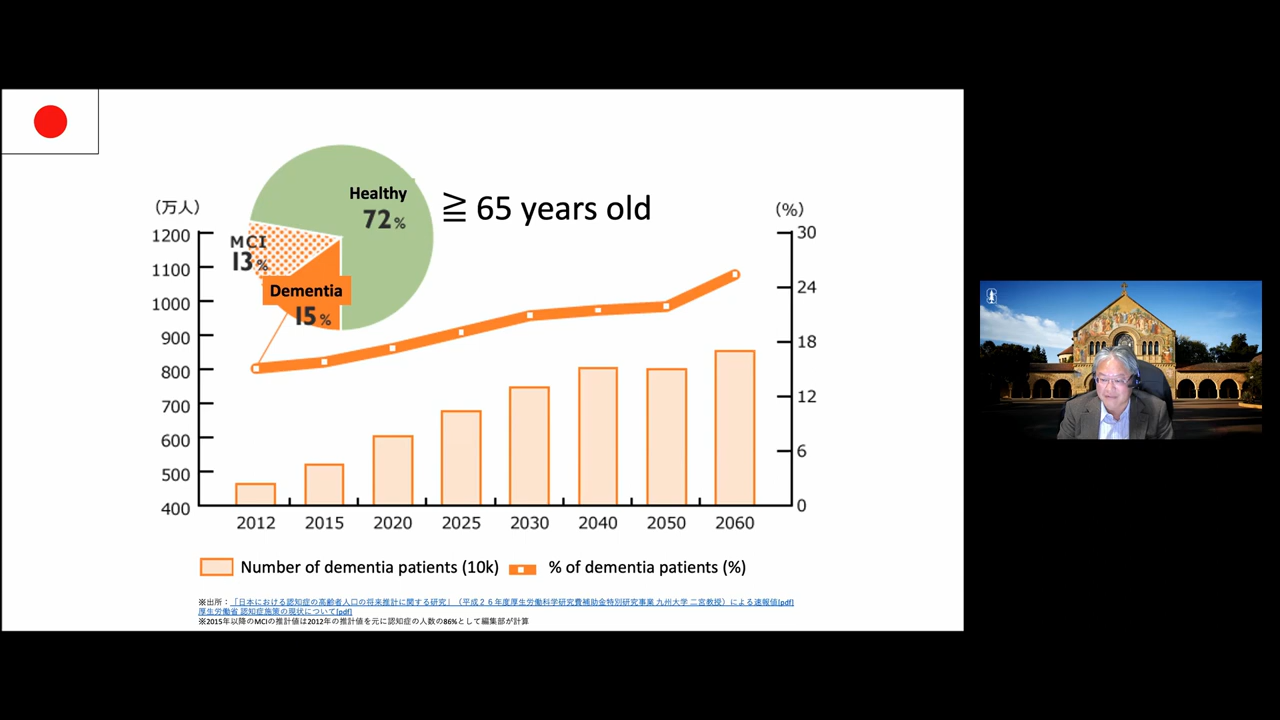 Healthy
72%
≧ 65 years old
(万人)
(%)
MCI
13%
Dementia
15%
1200
1100
1000
900
800
700
600
500
400
30
24
18
12
6
0
2012 2015 2020 2025 2030 2040 2050 2060
Number of dementia patients (10k) % of dementia patients (%)
※出所:「日本における認知症の高齢者人口の将来推計に関する研究」(平成26年度厚生労働科学研究費補助金特別研究事業 九州大学 二宮教授)による速報値[pdf]
厚生労働省 認知症施策の現状について[pdf]
※2015年以降のMCIの推計値は2012年の推計値を元に認知症の人数の86%として編集部が計算